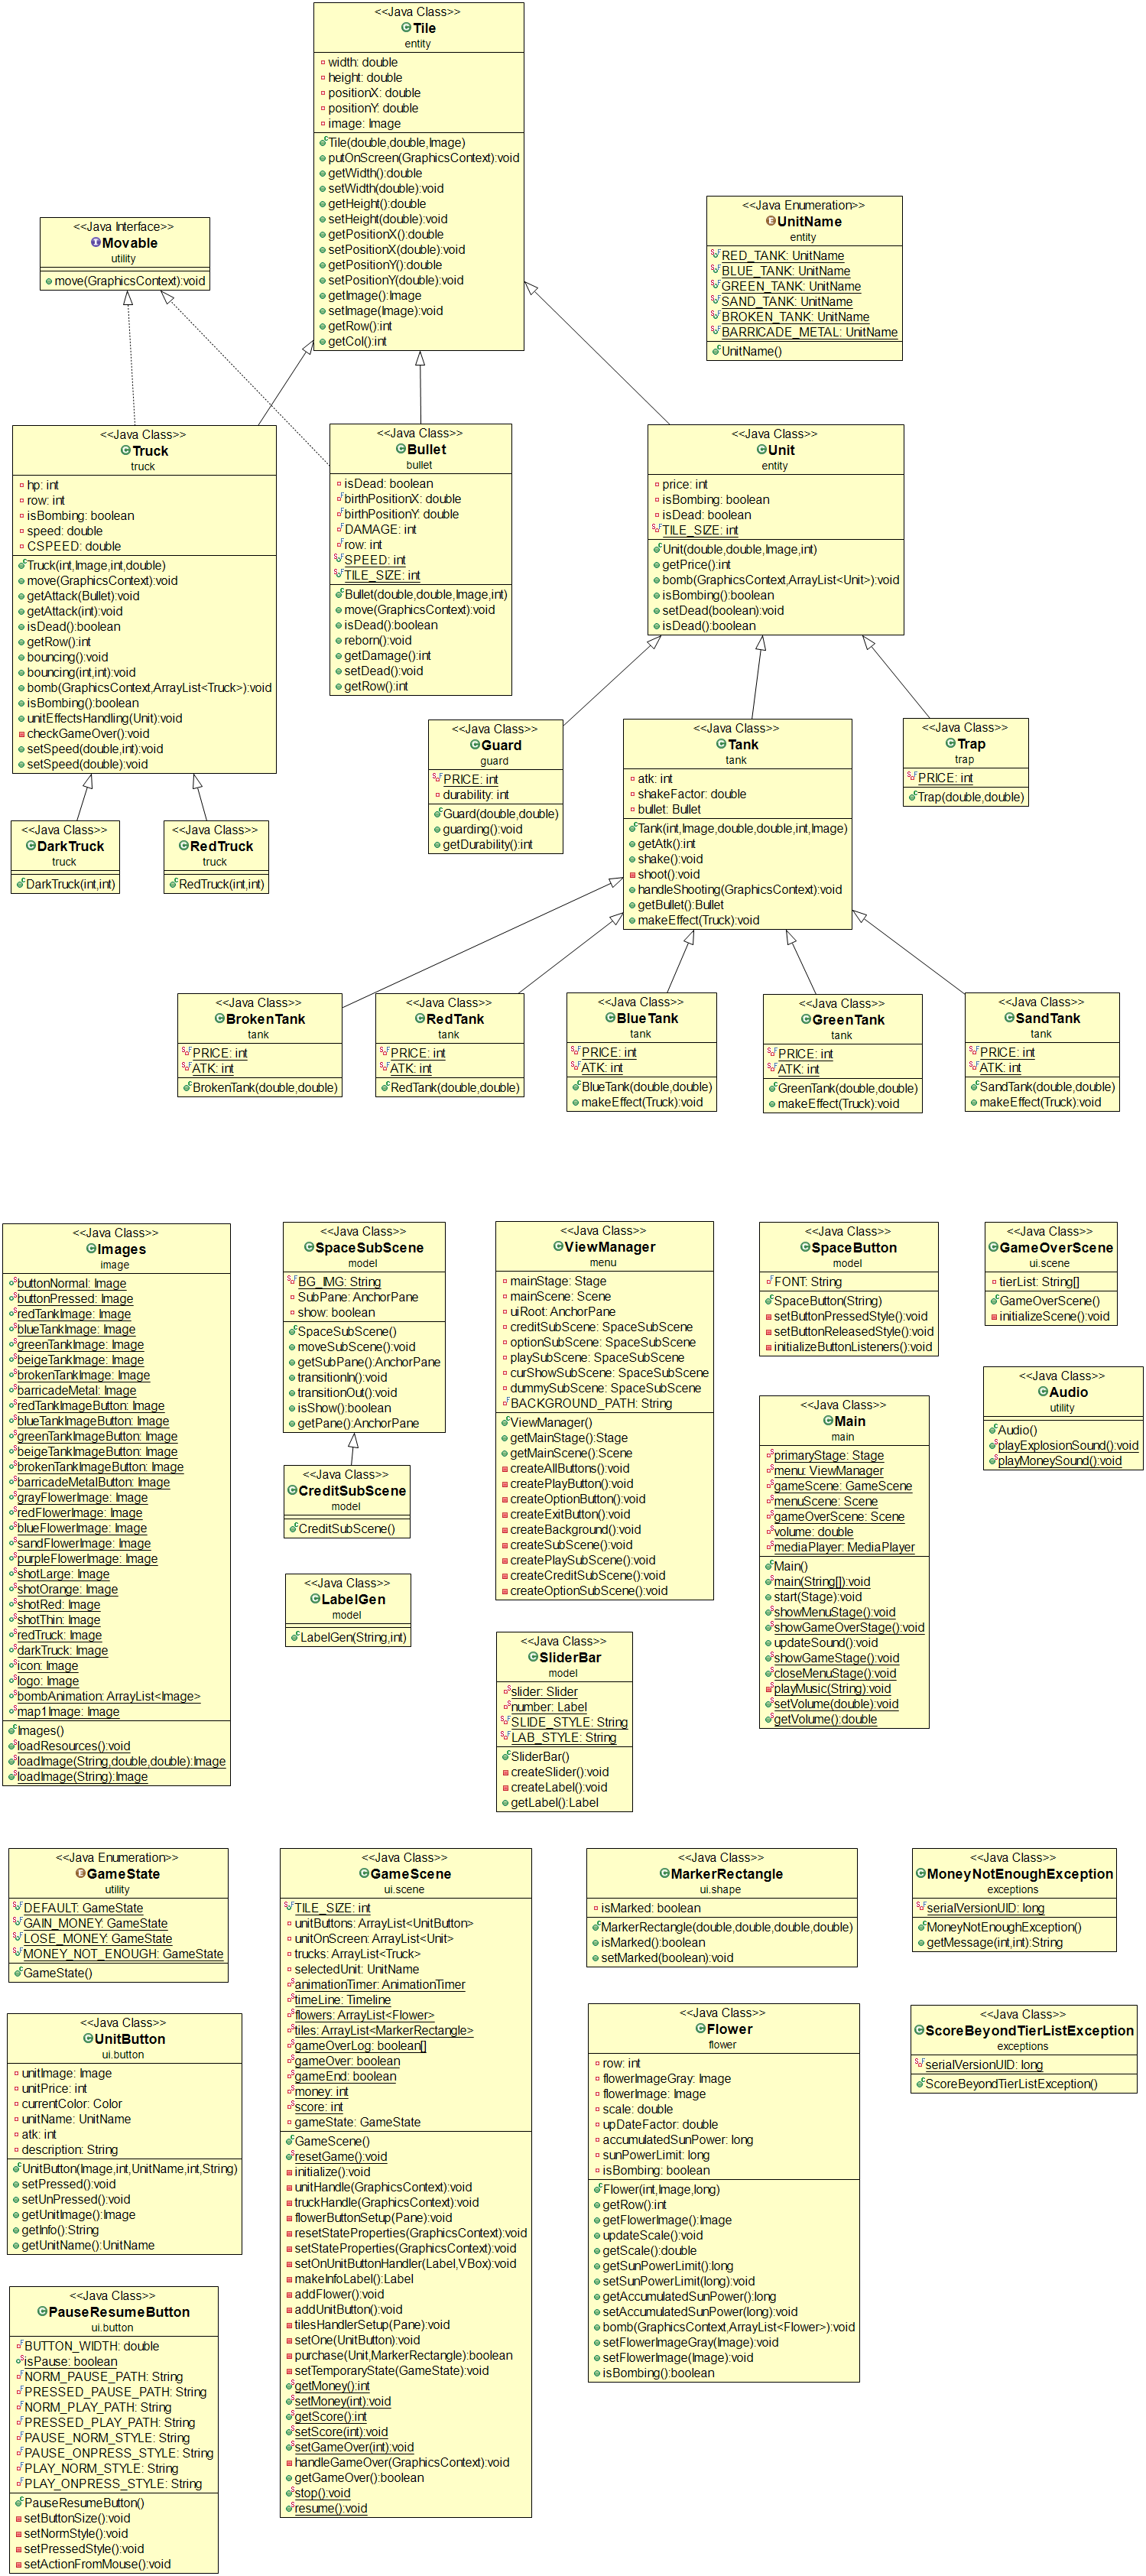 <<Java Class>>
Tile
entity
width: double
height: double
positionX: double
positionY: double
image: Image
Tile(double,double,Image)
putOnScreen(GraphicsContext):void
getWidth():double
setWidth(double):void
getHeight():double
setHeight(double):void
getPositionX():double
setPositionX(double):void
getPositionY():double
setPositionY(double):void
getImage():Image
setImage(Image):void
getRow():int
getCol():int
<<Java Interface>>
Movable
utility
move(GraphicsContext):void
<<Java Enumeration>>
UnitName
entity
RED_TANK: UnitName
BLUE_TANK: UnitName
GREEN_TANK: UnitName
SAND_TANK: UnitName
BROKEN_TANK: UnitName
BARRICADE_METAL: UnitName
UnitName()
<<Java Class>>
Truck
truck
hp: int
row: int
isBombing: boolean
speed: double
CSPEED: double
Truck(int,Image,int,double)
move(GraphicsContext):void
getAttack(Bullet):void
getAttack(int):void
isDead():boolean
getRow():int
bouncing():void
bouncing(int,int):void
bomb(GraphicsContext,ArrayList<Truck>):void
isBombing():boolean
unitEffectsHandling(Unit):void
checkGameOver():void
setSpeed(double,int):void
setSpeed(double):void
<<Java Class>>
Bullet
bullet
isDead: boolean
birthPositionX: double
birthPositionY: double
DAMAGE: int
row: int
SPEED: int
TILE_SIZE: int
Bullet(double,double,Image,int)
move(GraphicsContext):void
isDead():boolean
reborn():void
getDamage():int
setDead():void
getRow():int
<<Java Class>>
Unit
entity
price: int
isBombing: boolean
isDead: boolean
TILE_SIZE: int
Unit(double,double,Image,int)
getPrice():int
bomb(GraphicsContext,ArrayList<Unit>):void
isBombing():boolean
setDead(boolean):void
isDead():boolean
<<Java Class>>
Guard
guard
PRICE: int
durability: int
Guard(double,double)
guarding():void
getDurability():int
<<Java Class>>
Tank
tank
atk: int
shakeFactor: double
bullet: Bullet
Tank(int,Image,double,double,int,Image)
getAtk():int
shake():void
shoot():void
handleShooting(GraphicsContext):void
getBullet():Bullet
makeEffect(Truck):void
<<Java Class>>
Trap
trap
PRICE: int
Trap(double,double)
<<Java Class>>
DarkTruck
truck
DarkTruck(int,int)
<<Java Class>>
RedTruck
truck
RedTruck(int,int)
<<Java Class>>
BrokenTank
tank
PRICE: int
ATK: int
BrokenTank(double,double)
<<Java Class>>
RedTank
tank
PRICE: int
ATK: int
RedTank(double,double)
<<Java Class>>
BlueTank
tank
PRICE: int
ATK: int
BlueTank(double,double)
makeEffect(Truck):void
<<Java Class>>
GreenTank
tank
PRICE: int
ATK: int
GreenTank(double,double)
makeEffect(Truck):void
<<Java Class>>
SandTank
tank
PRICE: int
ATK: int
SandTank(double,double)
makeEffect(Truck):void
<<Java Class>>
Images
image
buttonNormal: Image
buttonPressed: Image
redTankImage: Image
blueTankImage: Image
greenTankImage: Image
beigeTankImage: Image
brokenTankImage: Image
barricadeMetal: Image
redTankImageButton: Image
blueTankImageButton: Image
greenTankImageButton: Image
beigeTankImageButton: Image
brokenTankImageButton: Image
barricadeMetalButton: Image
grayFlowerImage: Image
redFlowerImage: Image
blueFlowerImage: Image
sandFlowerImage: Image
purpleFlowerImage: Image
shotLarge: Image
shotOrange: Image
shotRed: Image
shotThin: Image
redTruck: Image
darkTruck: Image
icon: Image
logo: Image
bombAnimation: ArrayList<Image>
map1Image: Image
Images()
loadResources():void
loadImage(String,double,double):Image
loadImage(String):Image
<<Java Class>>
SpaceSubScene
model
BG_IMG: String
SubPane: AnchorPane
show: boolean
SpaceSubScene()
moveSubScene():void
getSubPane():AnchorPane
transitionIn():void
transitionOut():void
isShow():boolean
getPane():AnchorPane
<<Java Class>>
CreditSubScene
model
CreditSubScene()
<<Java Class>>
LabelGen
model
LabelGen(String,int)
<<Java Class>>
ViewManager
menu
mainStage: Stage
mainScene: Scene
uiRoot: AnchorPane
creditSubScene: SpaceSubScene
optionSubScene: SpaceSubScene
playSubScene: SpaceSubScene
curShowSubScene: SpaceSubScene
dummySubScene: SpaceSubScene
BACKGROUND_PATH: String
ViewManager()
getMainStage():Stage
getMainScene():Scene
createAllButtons():void
createPlayButton():void
createOptionButton():void
createExitButton():void
createBackground():void
createSubScene():void
createPlaySubScene():void
createCreditSubScene():void
createOptionSubScene():void
<<Java Class>>
SliderBar
model
slider: Slider
number: Label
SLIDE_STYLE: String
LAB_STYLE: String
SliderBar()
createSlider():void
createLabel():void
getLabel():Label
<<Java Class>>
SpaceButton
model
FONT: String
SpaceButton(String)
setButtonPressedStyle():void
setButtonReleasedStyle():void
initializeButtonListeners():void
<<Java Class>>
Main
main
primaryStage: Stage
menu: ViewManager
gameScene: GameScene
menuScene: Scene
gameOverScene: Scene
volume: double
mediaPlayer: MediaPlayer
Main()
main(String[]):void
start(Stage):void
showMenuStage():void
showGameOverStage():void
updateSound():void
showGameStage():void
closeMenuStage():void
playMusic(String):void
setVolume(double):void
getVolume():double
<<Java Class>>
GameOverScene
ui.scene
tierList: String[]
GameOverScene()
initializeScene():void
<<Java Class>>
Audio
utility
Audio()
playExplosionSound():void
playMoneySound():void
<<Java Enumeration>>
GameState
utility
DEFAULT: GameState
GAIN_MONEY: GameState
LOSE_MONEY: GameState
MONEY_NOT_ENOUGH: GameState
GameState()
<<Java Class>>
UnitButton
ui.button
unitImage: Image
unitPrice: int
currentColor: Color
unitName: UnitName
atk: int
description: String
UnitButton(Image,int,UnitName,int,String)
setPressed():void
setUnPressed():void
getUnitImage():Image
getInfo():String
getUnitName():UnitName
<<Java Class>>
PauseResumeButton
ui.button
BUTTON_WIDTH: double
isPause: boolean
NORM_PAUSE_PATH: String
PRESSED_PAUSE_PATH: String
NORM_PLAY_PATH: String
PRESSED_PLAY_PATH: String
PAUSE_NORM_STYLE: String
PAUSE_ONPRESS_STYLE: String
PLAY_NORM_STYLE: String
PLAY_ONPRESS_STYLE: String
PauseResumeButton()
setButtonSize():void
setNormStyle():void
setPressedStyle():void
setActionFromMouse():void
<<Java Class>>
GameScene
ui.scene
TILE_SIZE: int
unitButtons: ArrayList<UnitButton>
unitOnScreen: ArrayList<Unit>
trucks: ArrayList<Truck>
selectedUnit: UnitName
animationTimer: AnimationTimer
timeLine: Timeline
flowers: ArrayList<Flower>
tiles: ArrayList<MarkerRectangle>
gameOverLog: boolean[]
gameOver: boolean
gameEnd: boolean
money: int
score: int
gameState: GameState
GameScene()
resetGame():void
initialize():void
unitHandle(GraphicsContext):void
truckHandle(GraphicsContext):void
flowerButtonSetup(Pane):void
resetStateProperties(GraphicsContext):void
setStateProperties(GraphicsContext):void
setOnUnitButtonHandler(Label,VBox):void
makeInfoLabel():Label
addFlower():void
addUnitButton():void
tilesHandlerSetup(Pane):void
setOne(UnitButton):void
purchase(Unit,MarkerRectangle):boolean
setTemporaryState(GameState):void
getMoney():int
setMoney(int):void
getScore():int
setScore(int):void
setGameOver(int):void
handleGameOver(GraphicsContext):void
getGameOver():boolean
stop():void
resume():void
<<Java Class>>
MarkerRectangle
ui.shape
isMarked: boolean
MarkerRectangle(double,double,double,double)
isMarked():boolean
setMarked(boolean):void
<<Java Class>>
Flower
flower
row: int
flowerImageGray: Image
flowerImage: Image
scale: double
upDateFactor: double
accumulatedSunPower: long
sunPowerLimit: long
isBombing: boolean
Flower(int,Image,long)
getRow():int
getFlowerImage():Image
updateScale():void
getScale():double
getSunPowerLimit():long
setSunPowerLimit(long):void
getAccumulatedSunPower():long
setAccumulatedSunPower(long):void
bomb(GraphicsContext,ArrayList<Flower>):void
setFlowerImageGray(Image):void
setFlowerImage(Image):void
isBombing():boolean
<<Java Class>>
MoneyNotEnoughException
exceptions
serialVersionUID: long
MoneyNotEnoughException()
getMessage(int,int):String
<<Java Class>>
ScoreBeyondTierListException
exceptions
serialVersionUID: long
ScoreBeyondTierListException()